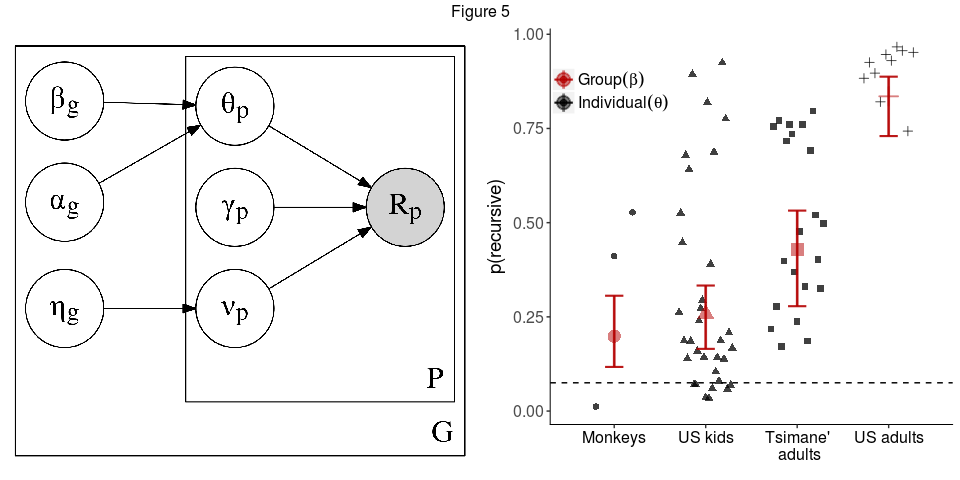 Figure 5
βg
θp
αg
γp
Rp
ηg
νp
P
G
1.00
0.75
0.50
0.25
0.00
p(recursive)
Group(β)
Individual(θ)
Monkeys
US kids
Tsimane'
adults
US adults